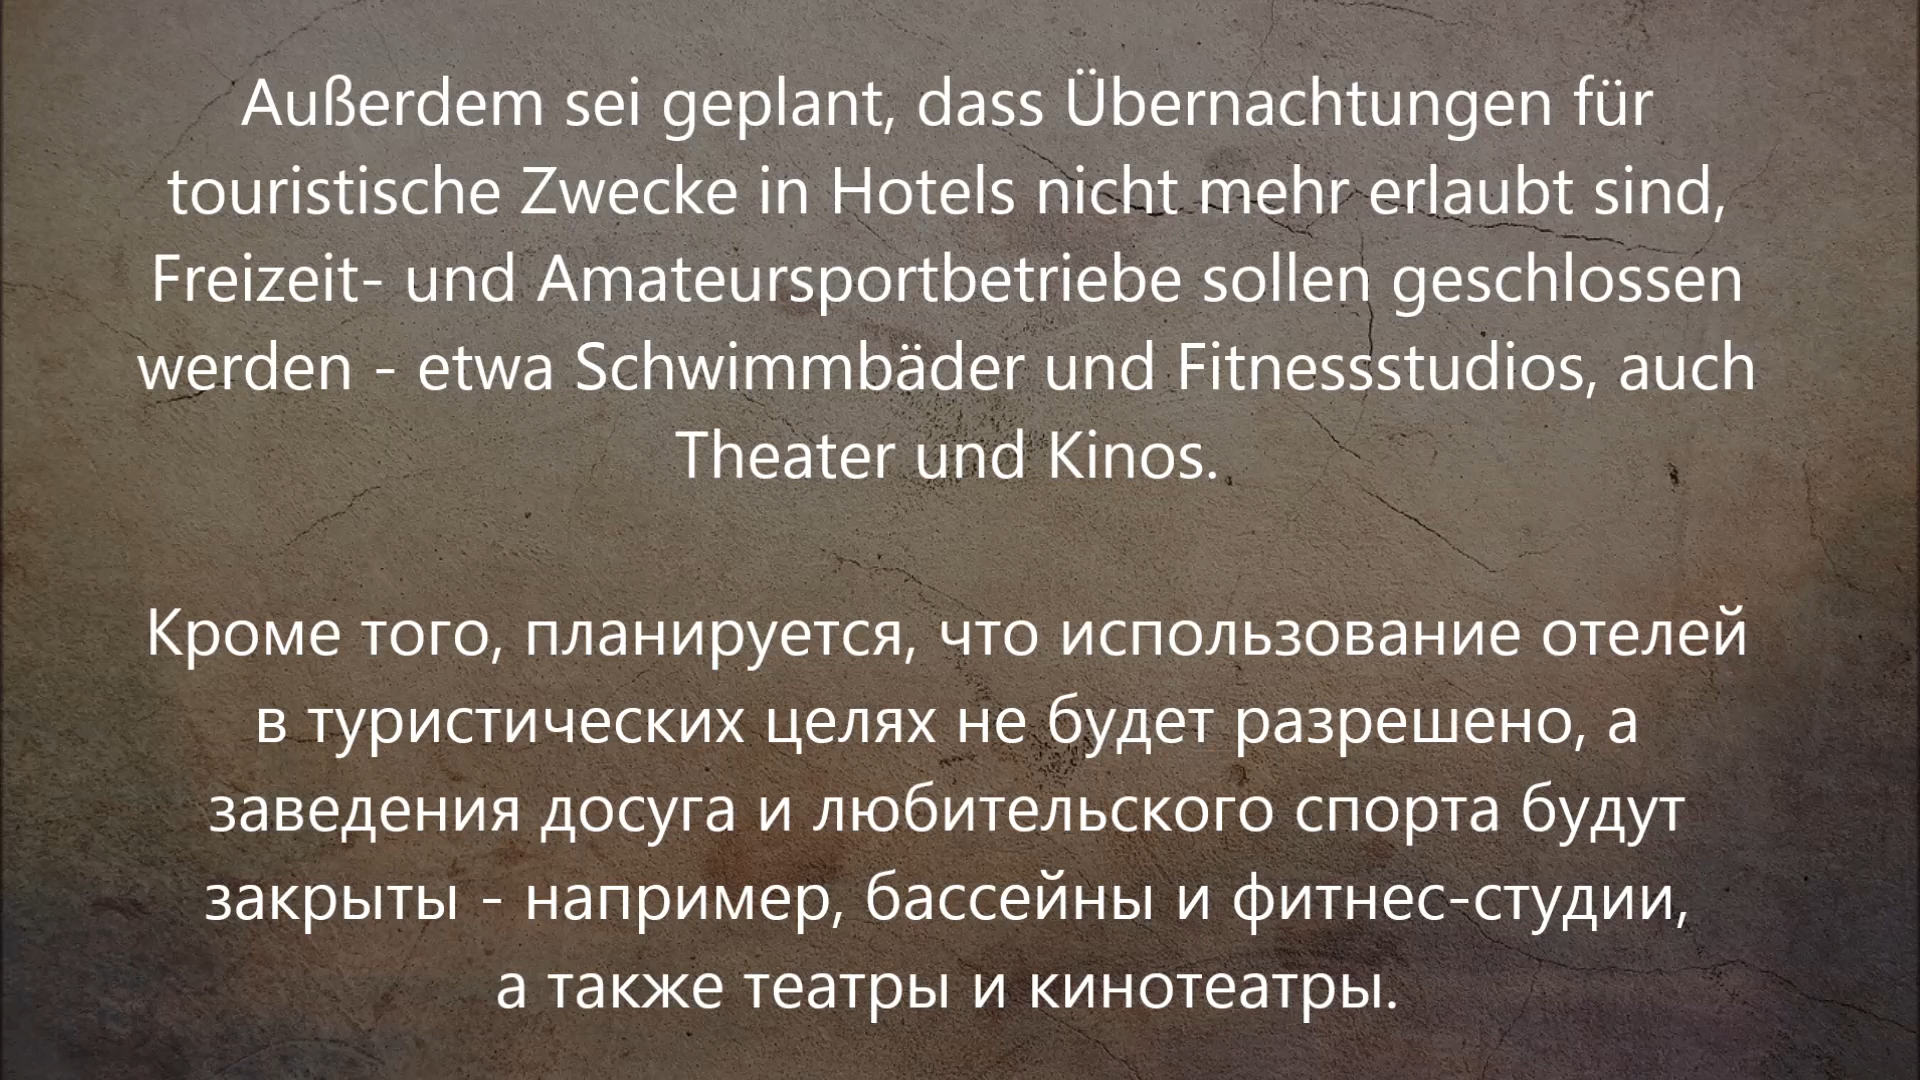 Außerdem sei geplant, dass Übernachtungen für
touristische Zwecke in Hotels nicht mehr erlaubt sind,
Freizeit- und Amateursportbetriebe sollen geschlossen
werden - etwa Schwimmbäder und Fitnessstudios, auch
Theater und Kinos.
Кроме того, планируется, что использование отелей
в туристических целях не будет разрешено, а
заведения досуга и любительского спорта будут
закрыты - например, бассейны и фитнес-студии,
а также театры и кинотеатры.